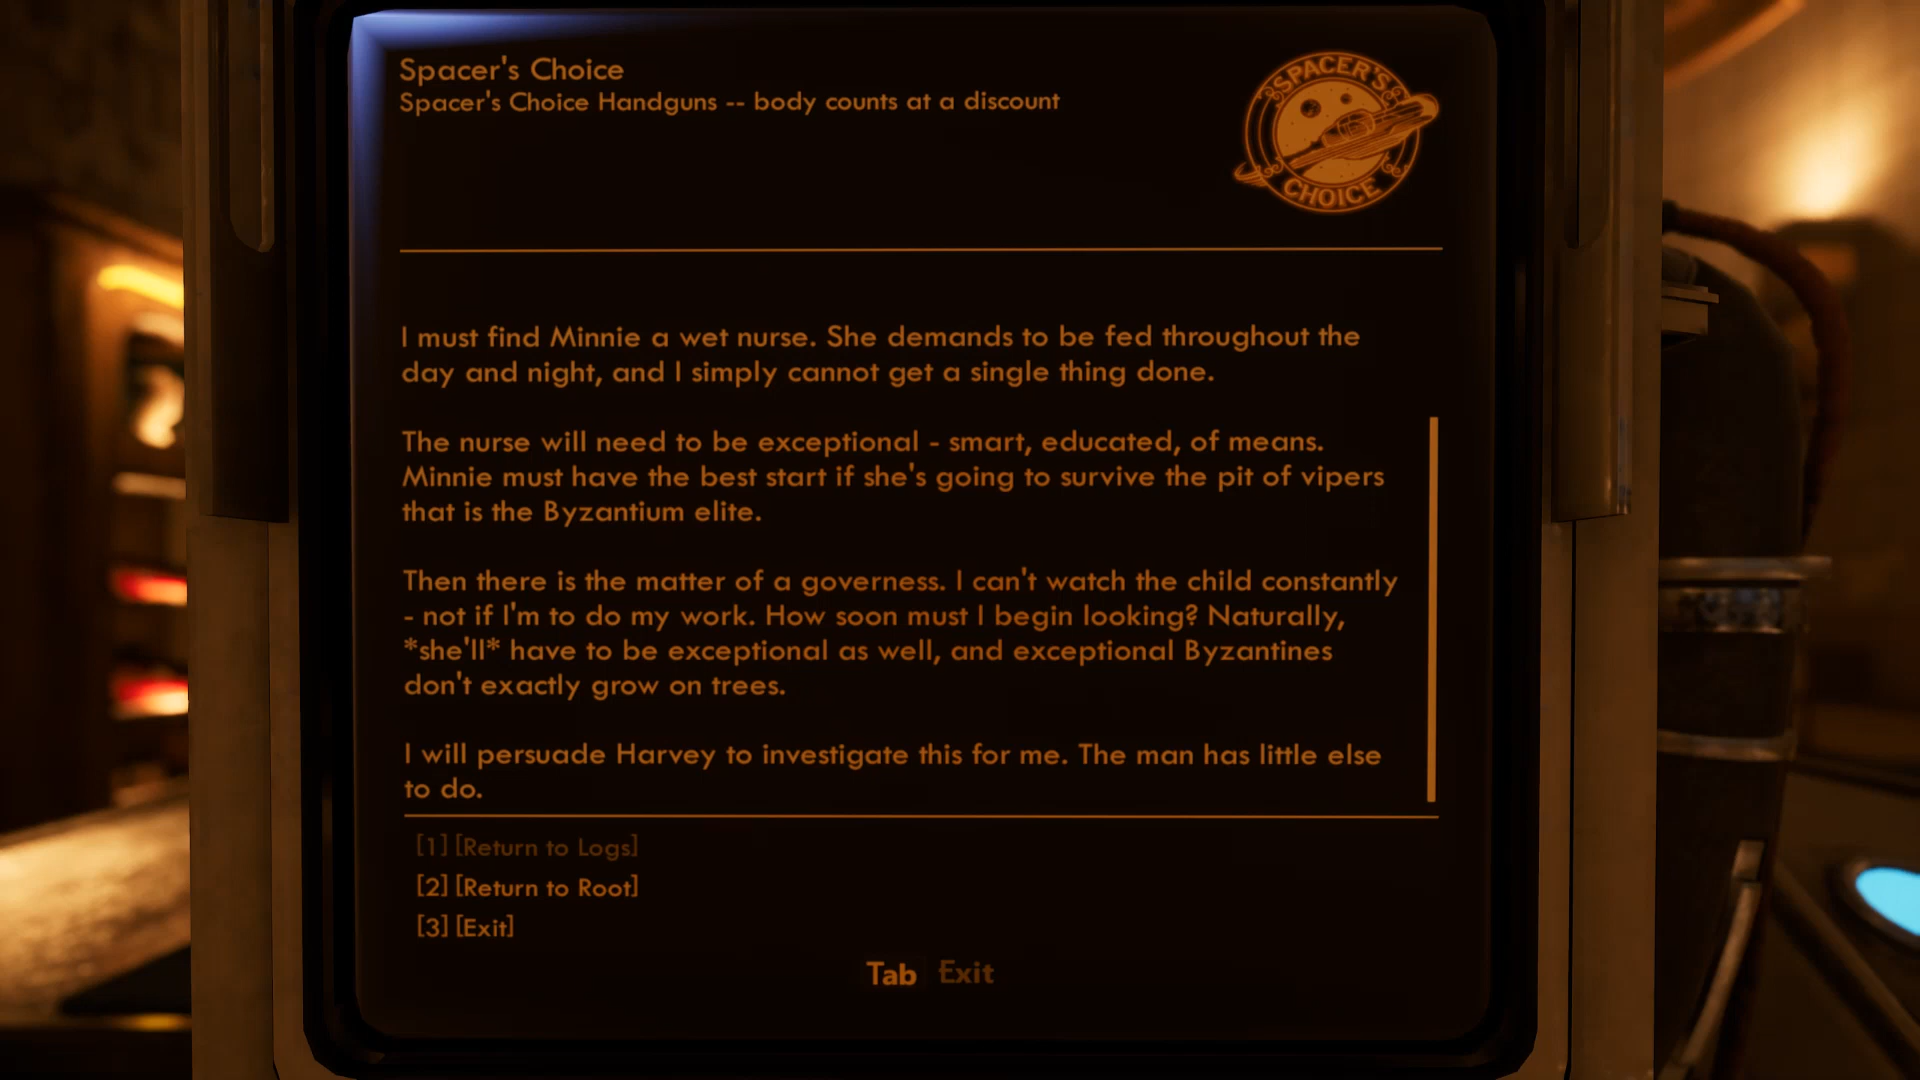 Spacer's Choice
Spacer's Choice Handguns -- body counts at a discount
SPACER'S
CHOICE
I must find Minnie a wet nurse. She demands to be fed throughout the
day and night, and I simply cannot get a single thing done.
The nurse will need to be exceptional - smart, educated, of means.
Minnie must have the best start if she's going to survive the pit of vipers
that is the Byzantium elite.
Then there is the matter of a governess. I can't watch the child constantly
- not if I'm to do my work. How soon must I begin looking? Naturally,
*she'll* have to be exceptional as well, and exceptional Byzantines
don't exactly grow on trees.
I will persuade Harvey to investigate this for me. The man has little else
to do.
[1] [Return to Logs]
[2] [Return to Root]
[3] [Exit]
Tab Exit